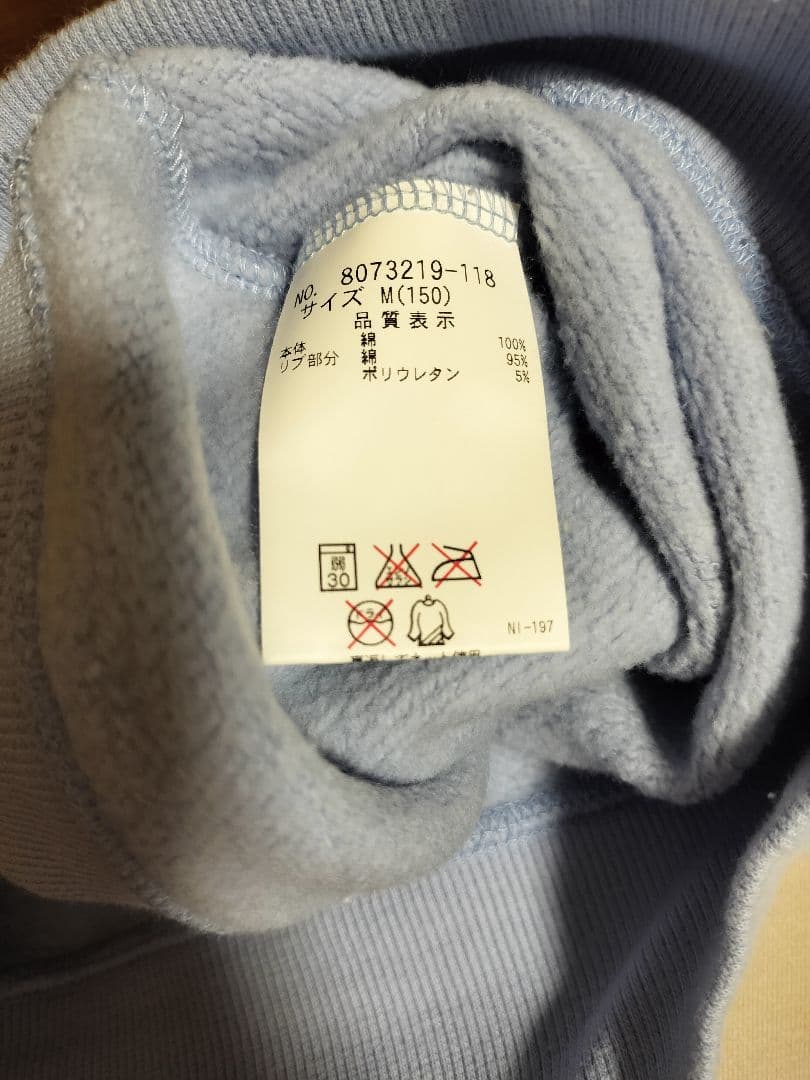 NO. 8073219-118
サイズ M(150)
品質表示
本体 綿 100%
リブ部分 綿 95%
ポリウレタン 5%
30
NI-197